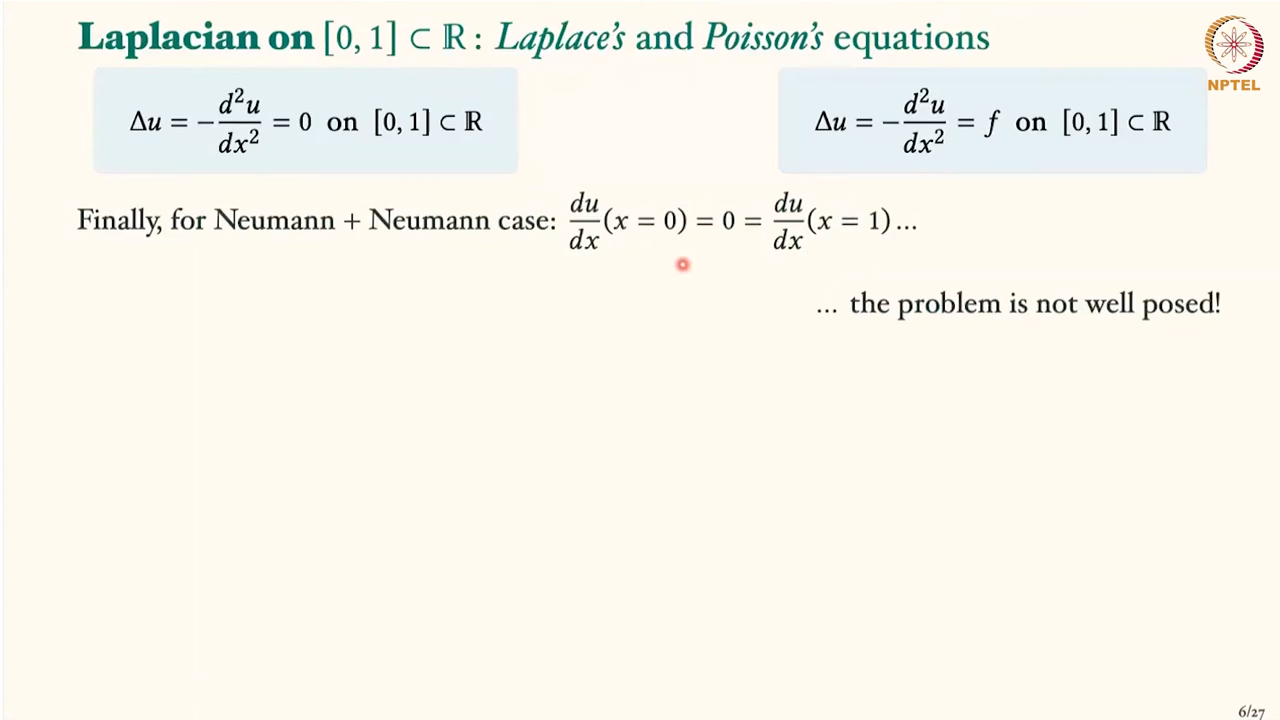 Laplacian on [0, 1] ⊂ ℝ : Laplace's and Poisson's equations
NPTEL
Δu = −d²u/dx² = 0 on [0, 1] ⊂ ℝ
Δu = −d²u/dx² = f on [0, 1] ⊂ ℝ
Finally, for Neumann + Neumann case: du/dx (x = 0) = 0 = du/dx (x = 1) ...
... the problem is not well posed!
6/27